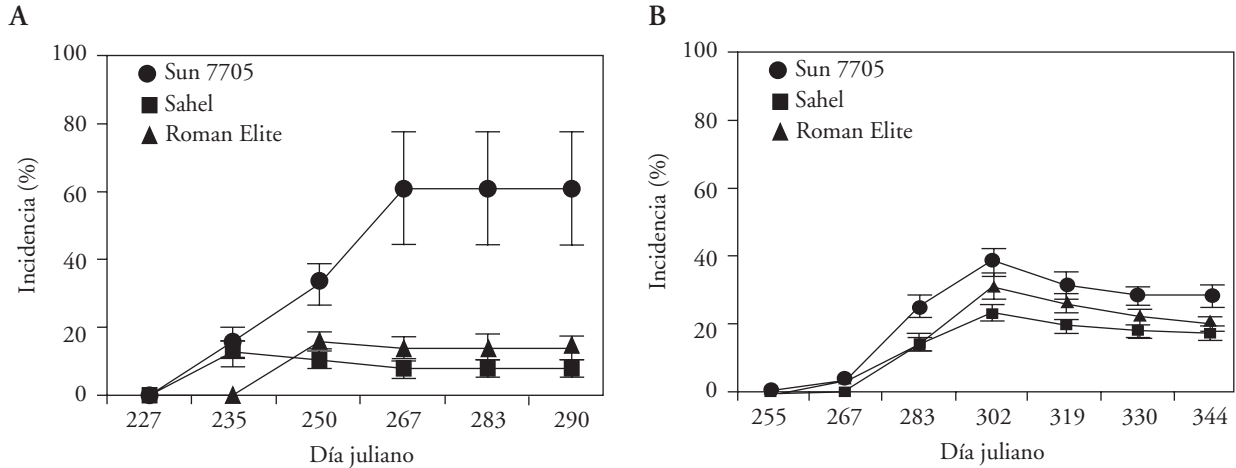 A
100
80
60
40
20
0
Incidencia (%)
Sun 7705
Sahel
Roman Elite
227 235 250 267 283 290
Día juliano
B
100
80
60
40
20
0
Incidencia (%)
Sun 7705
Sahel
Roman Elite
255 267 283 302 319 330 344
Día juliano